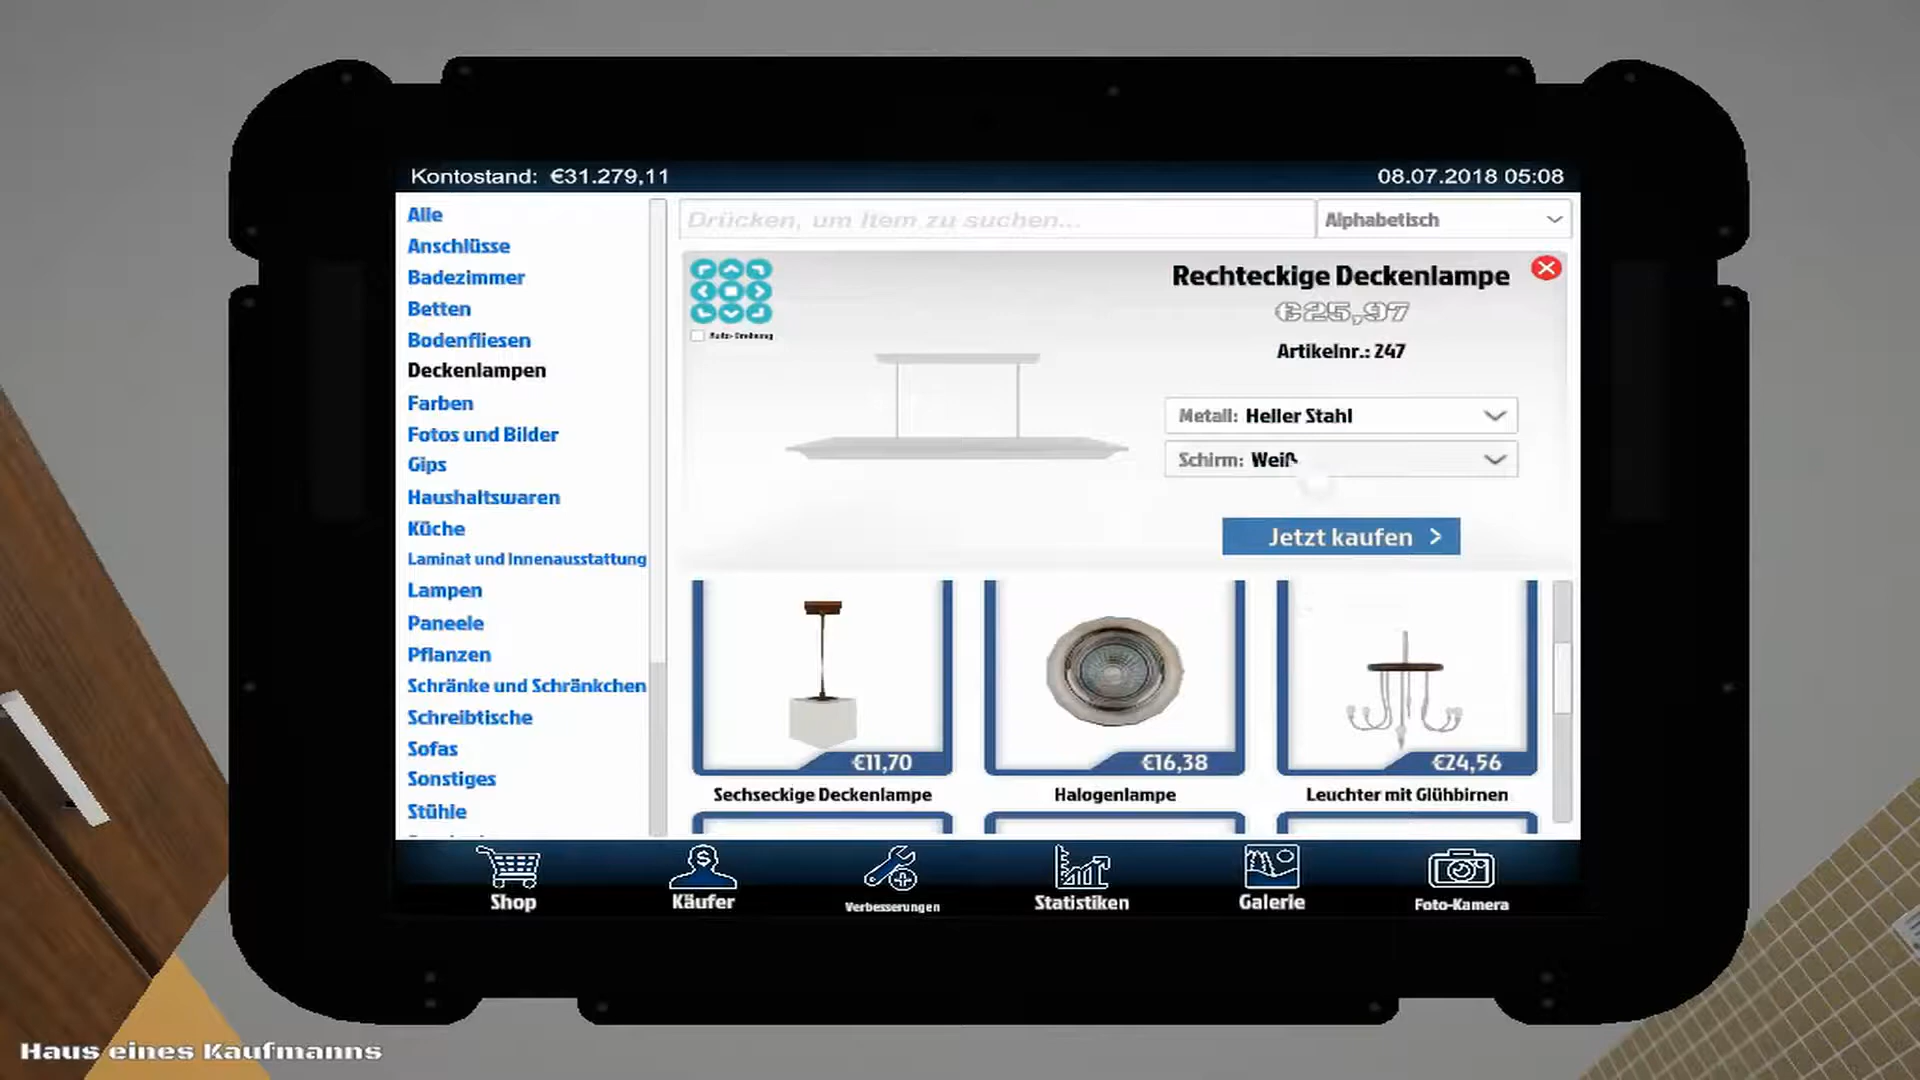 Kontostand: €31.279,11
08.07.2018 05:08
Alle
Anschlüsse
Badezimmer
Betten
Bodenfliesen
Deckenlampen
Farben
Fotos und Bilder
Gips
Haushaltswaren
Küche
Laminat und Innenausstattung
Lampen
Paneele
Pflanzen
Schränke und Schränkchen
Schreibtische
Sofas
Sonstiges
Stühle
Drücken, um Item zu suchen...
Alphabetisch
Auto-Drehung
Rechteckige Deckenlampe
€25,97
Artikelnr.: 247
Metall: Heller Stahl
Schirm: Weiß
Jetzt kaufen >
€11,70
€16,38
€24,56
Sechseckige Deckenlampe
Halogenlampe
Leuchter mit Glühbirnen
Shop
Käufer
Verbesserungen
Statistiken
Galerie
Foto-Kamera
Haus eines Kaufmanns